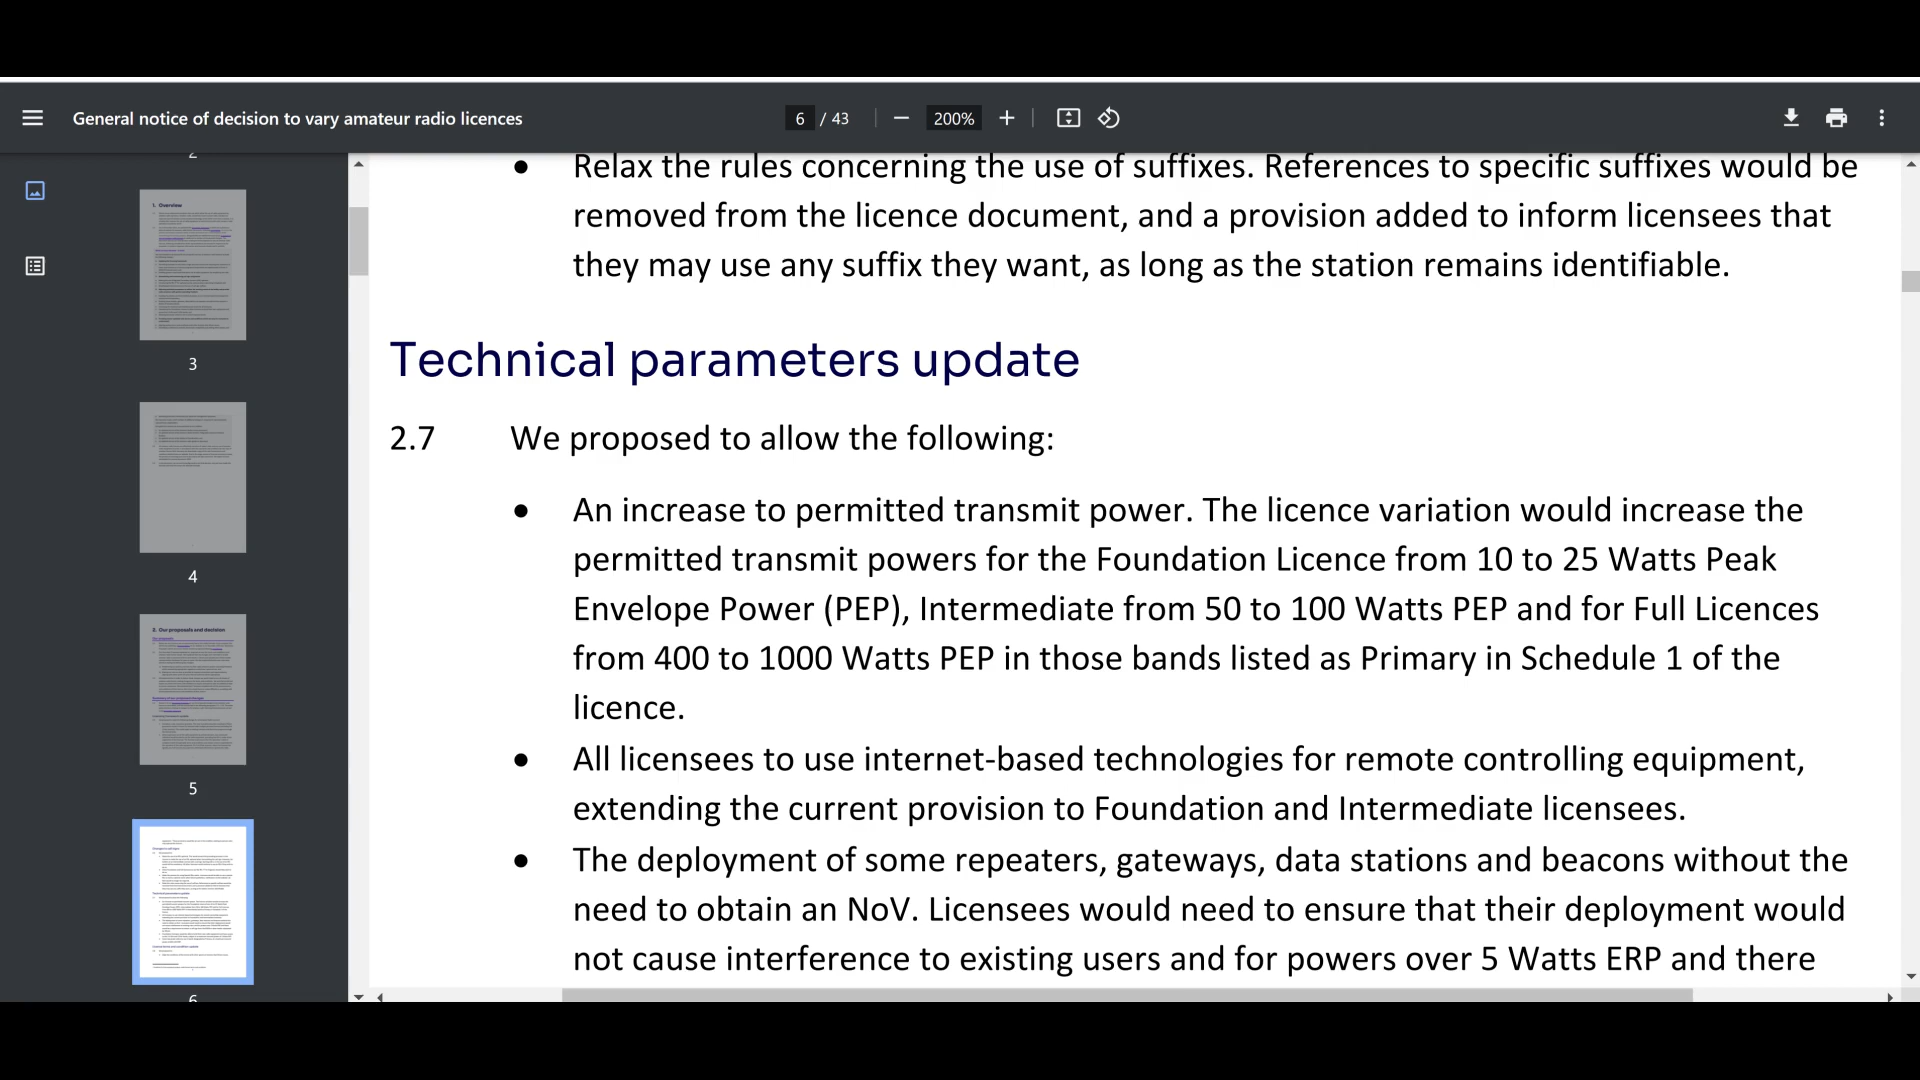 General notice of decision to vary amateur radio licences
6 / 43
200%
3
4
5
1. Overview
2. Our proposals and decision
Relax the rules concerning the use of suffixes. References to specific suffixes would be
removed from the licence document, and a provision added to inform licensees that
they may use any suffix they want, as long as the station remains identifiable.
Technical parameters update
2.7 We proposed to allow the following:
• An increase to permitted transmit power. The licence variation would increase the
permitted transmit powers for the Foundation Licence from 10 to 25 Watts Peak
Envelope Power (PEP), Intermediate from 50 to 100 Watts PEP and for Full Licences
from 400 to 1000 Watts PEP in those bands listed as Primary in Schedule 1 of the
licence.
• All licensees to use internet-based technologies for remote controlling equipment,
extending the current provision to Foundation and Intermediate licensees.
• The deployment of some repeaters, gateways, data stations and beacons without the
need to obtain an NoV. Licensees would need to ensure that their deployment would
not cause interference to existing users and for powers over 5 Watts ERP and there